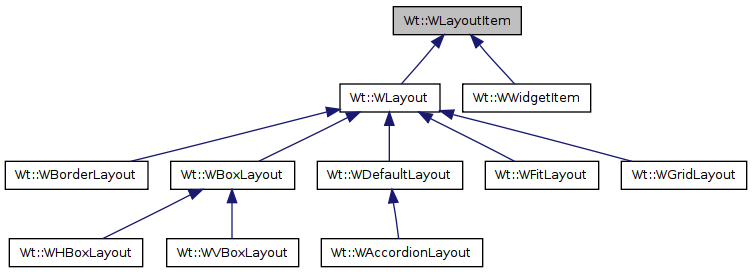 Wt::WLayoutItem
Wt::WLayout
Wt::WWidgetItem
Wt::WBorderLayout
Wt::WBoxLayout
Wt::WDefaultLayout
Wt::WFitLayout
Wt::WGridLayout
Wt::WHBoxLayout
Wt::WVBoxLayout
Wt::WAccordionLayout